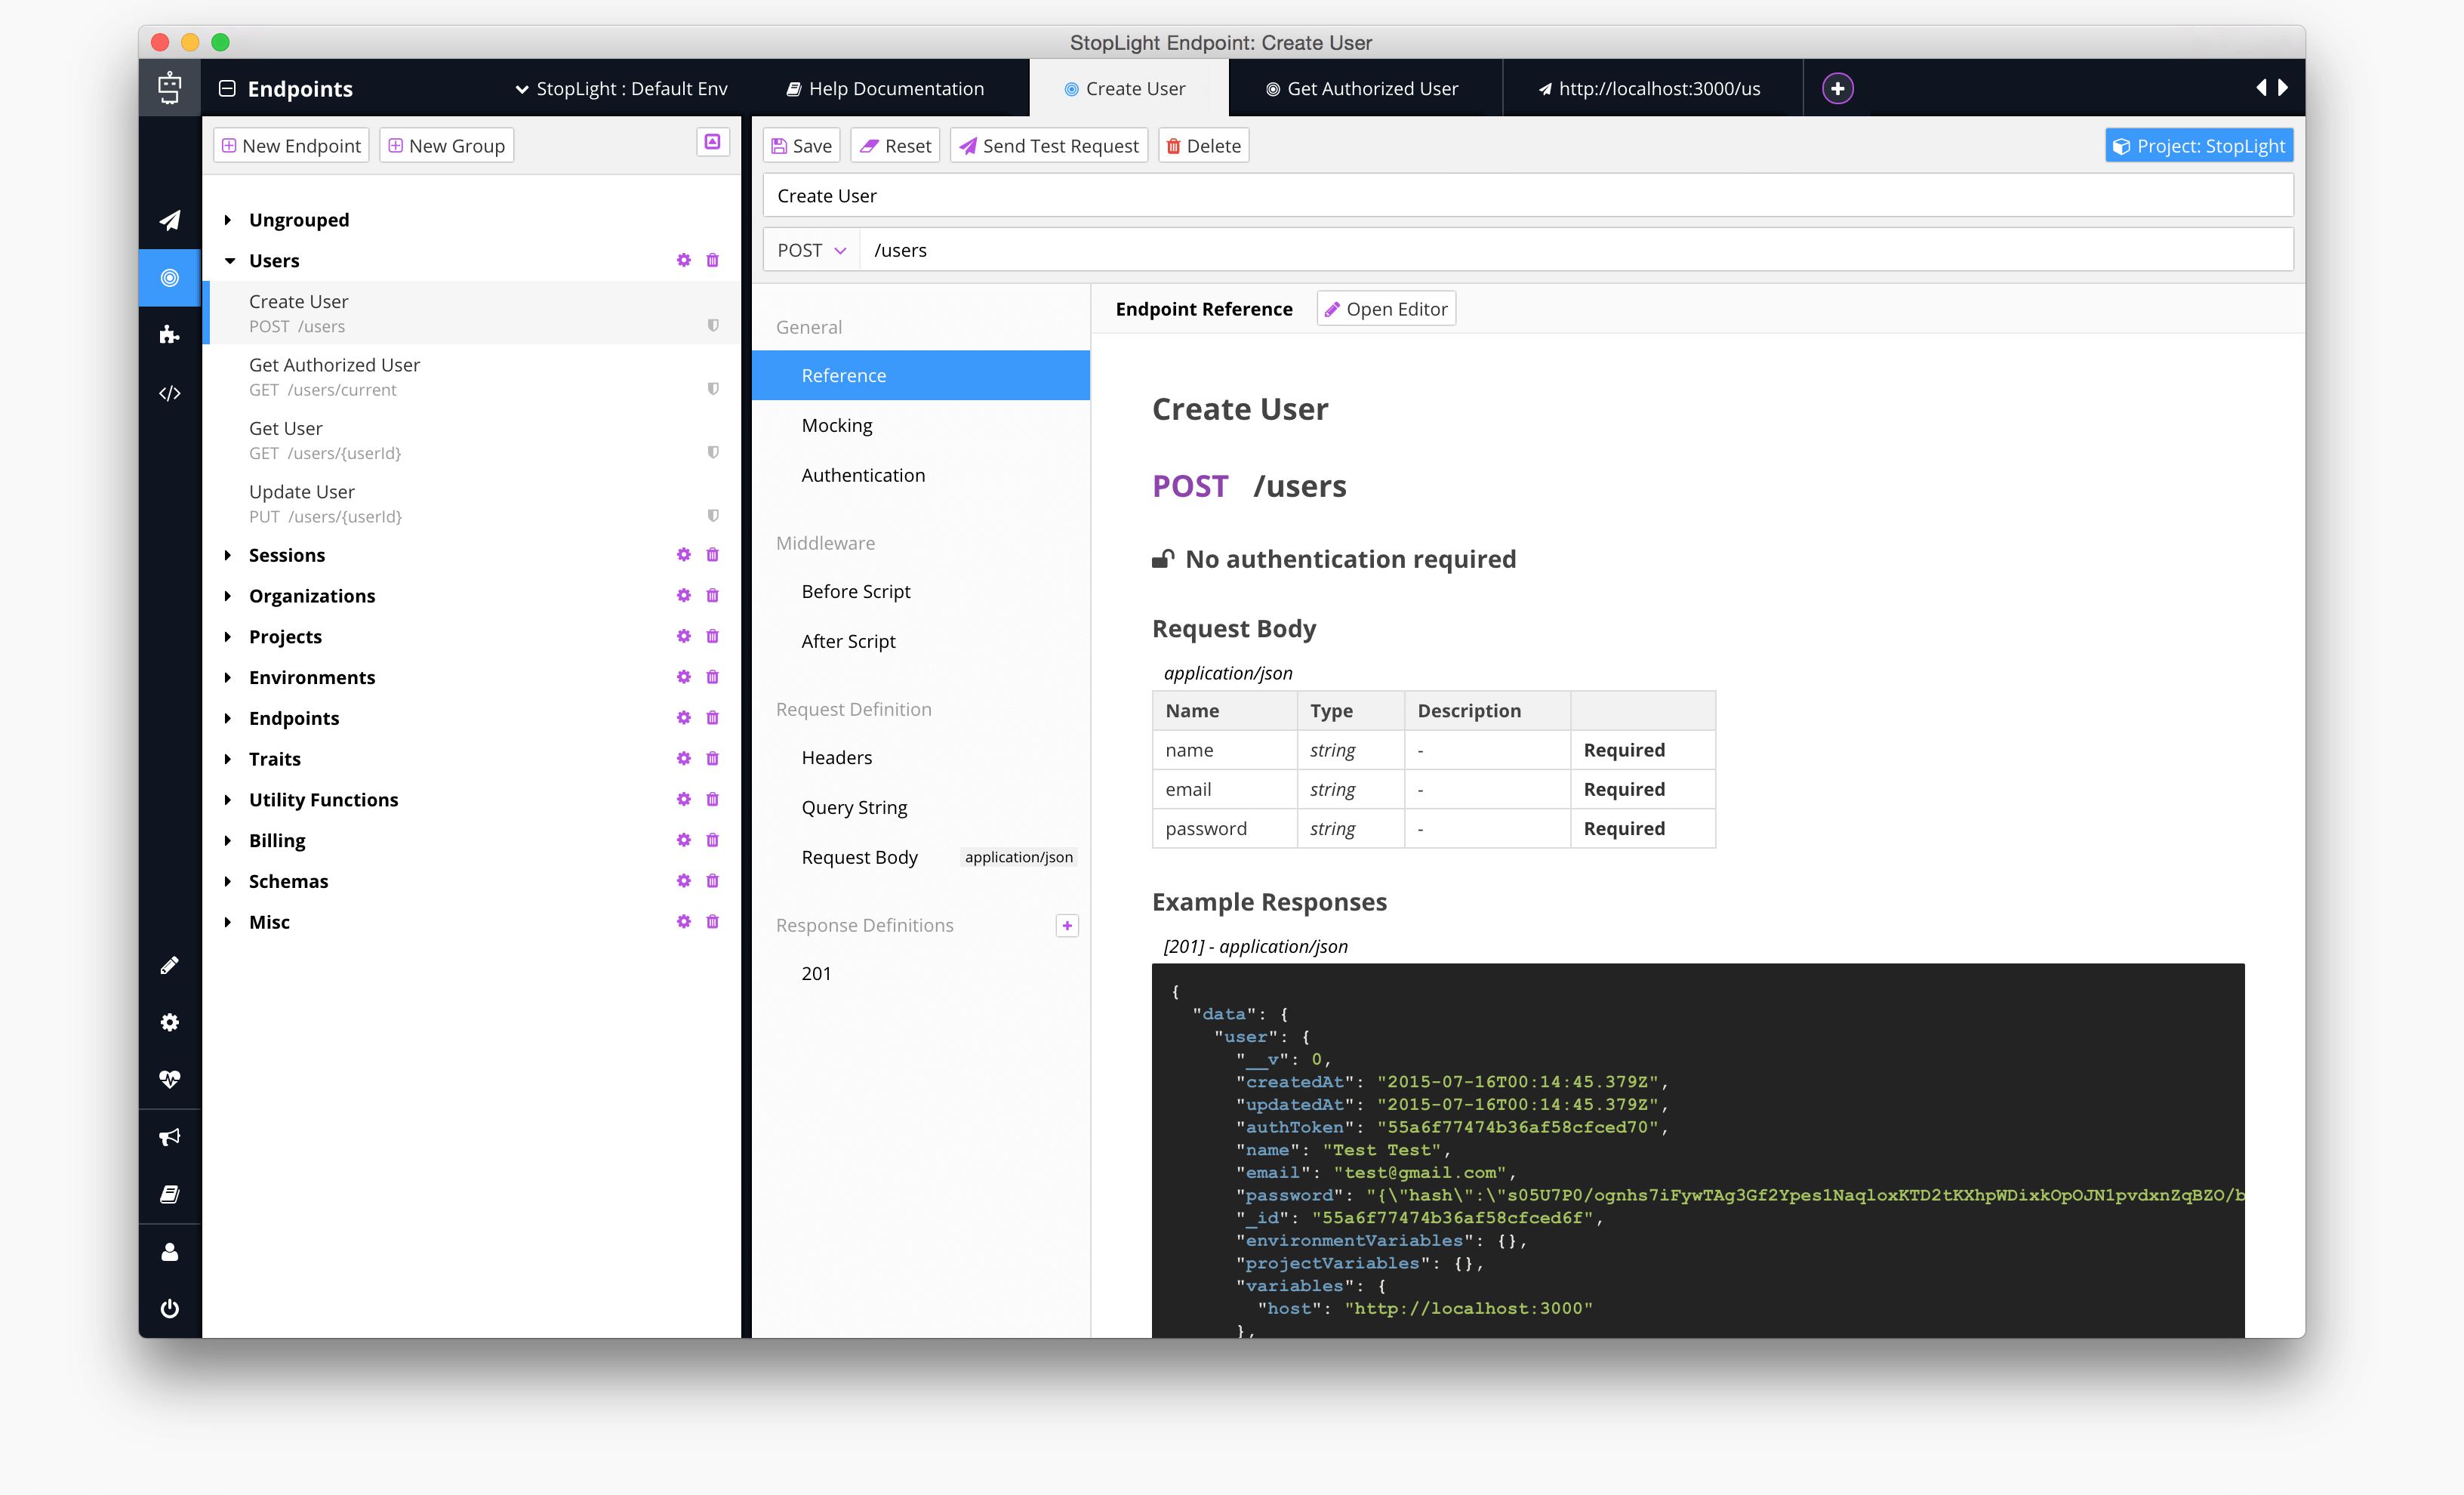 StopLight Endpoint: Create User
Endpoints
StopLight : Default Env
Help Documentation
Create User
Get Authorized User
http://localhost:3000/us
New Endpoint
New Group
Save
Reset
Send Test Request
Delete
Project: StopLight
Create User
POST
/users
Ungrouped
Users
Create User
POST /users
Get Authorized User
GET /users/current
Get User
GET /users/{userId}
Update User
PUT /users/{userId}
Sessions
Organizations
Projects
Environments
Endpoints
Traits
Utility Functions
Billing
Schemas
Misc
General
Reference
Mocking
Authentication
Middleware
Before Script
After Script
Request Definition
Headers
Query String
Request Body application/json
Response Definitions
201
Endpoint Reference
Open Editor
Create User
POST /users
No authentication required
Request Body
application/json
Name Type Description
name string - Required
email string - Required
password string - Required
Example Responses
[201] - application/json
{
"data": {
"user": {
"__v": 0,
"createdAt": "2015-07-16T00:14:45.379Z",
"updatedAt": "2015-07-16T00:14:45.379Z",
"authToken": "55a6f77474b36af58cfced70",
"name": "Test Test",
"email": "test@gmail.com",
"password": "{\"hash\":\"s05U7P0/ognhs7iFywTAg3Gf2Ypes1NaqloxKTD2tKXhpWDixkOpOJN1pvdxnZqBZO/b
"_id": "55a6f77474b36af58cfced6f",
"environmentVariables": {},
"projectVariables": {},
"variables": {
"host": "http://localhost:3000"
},